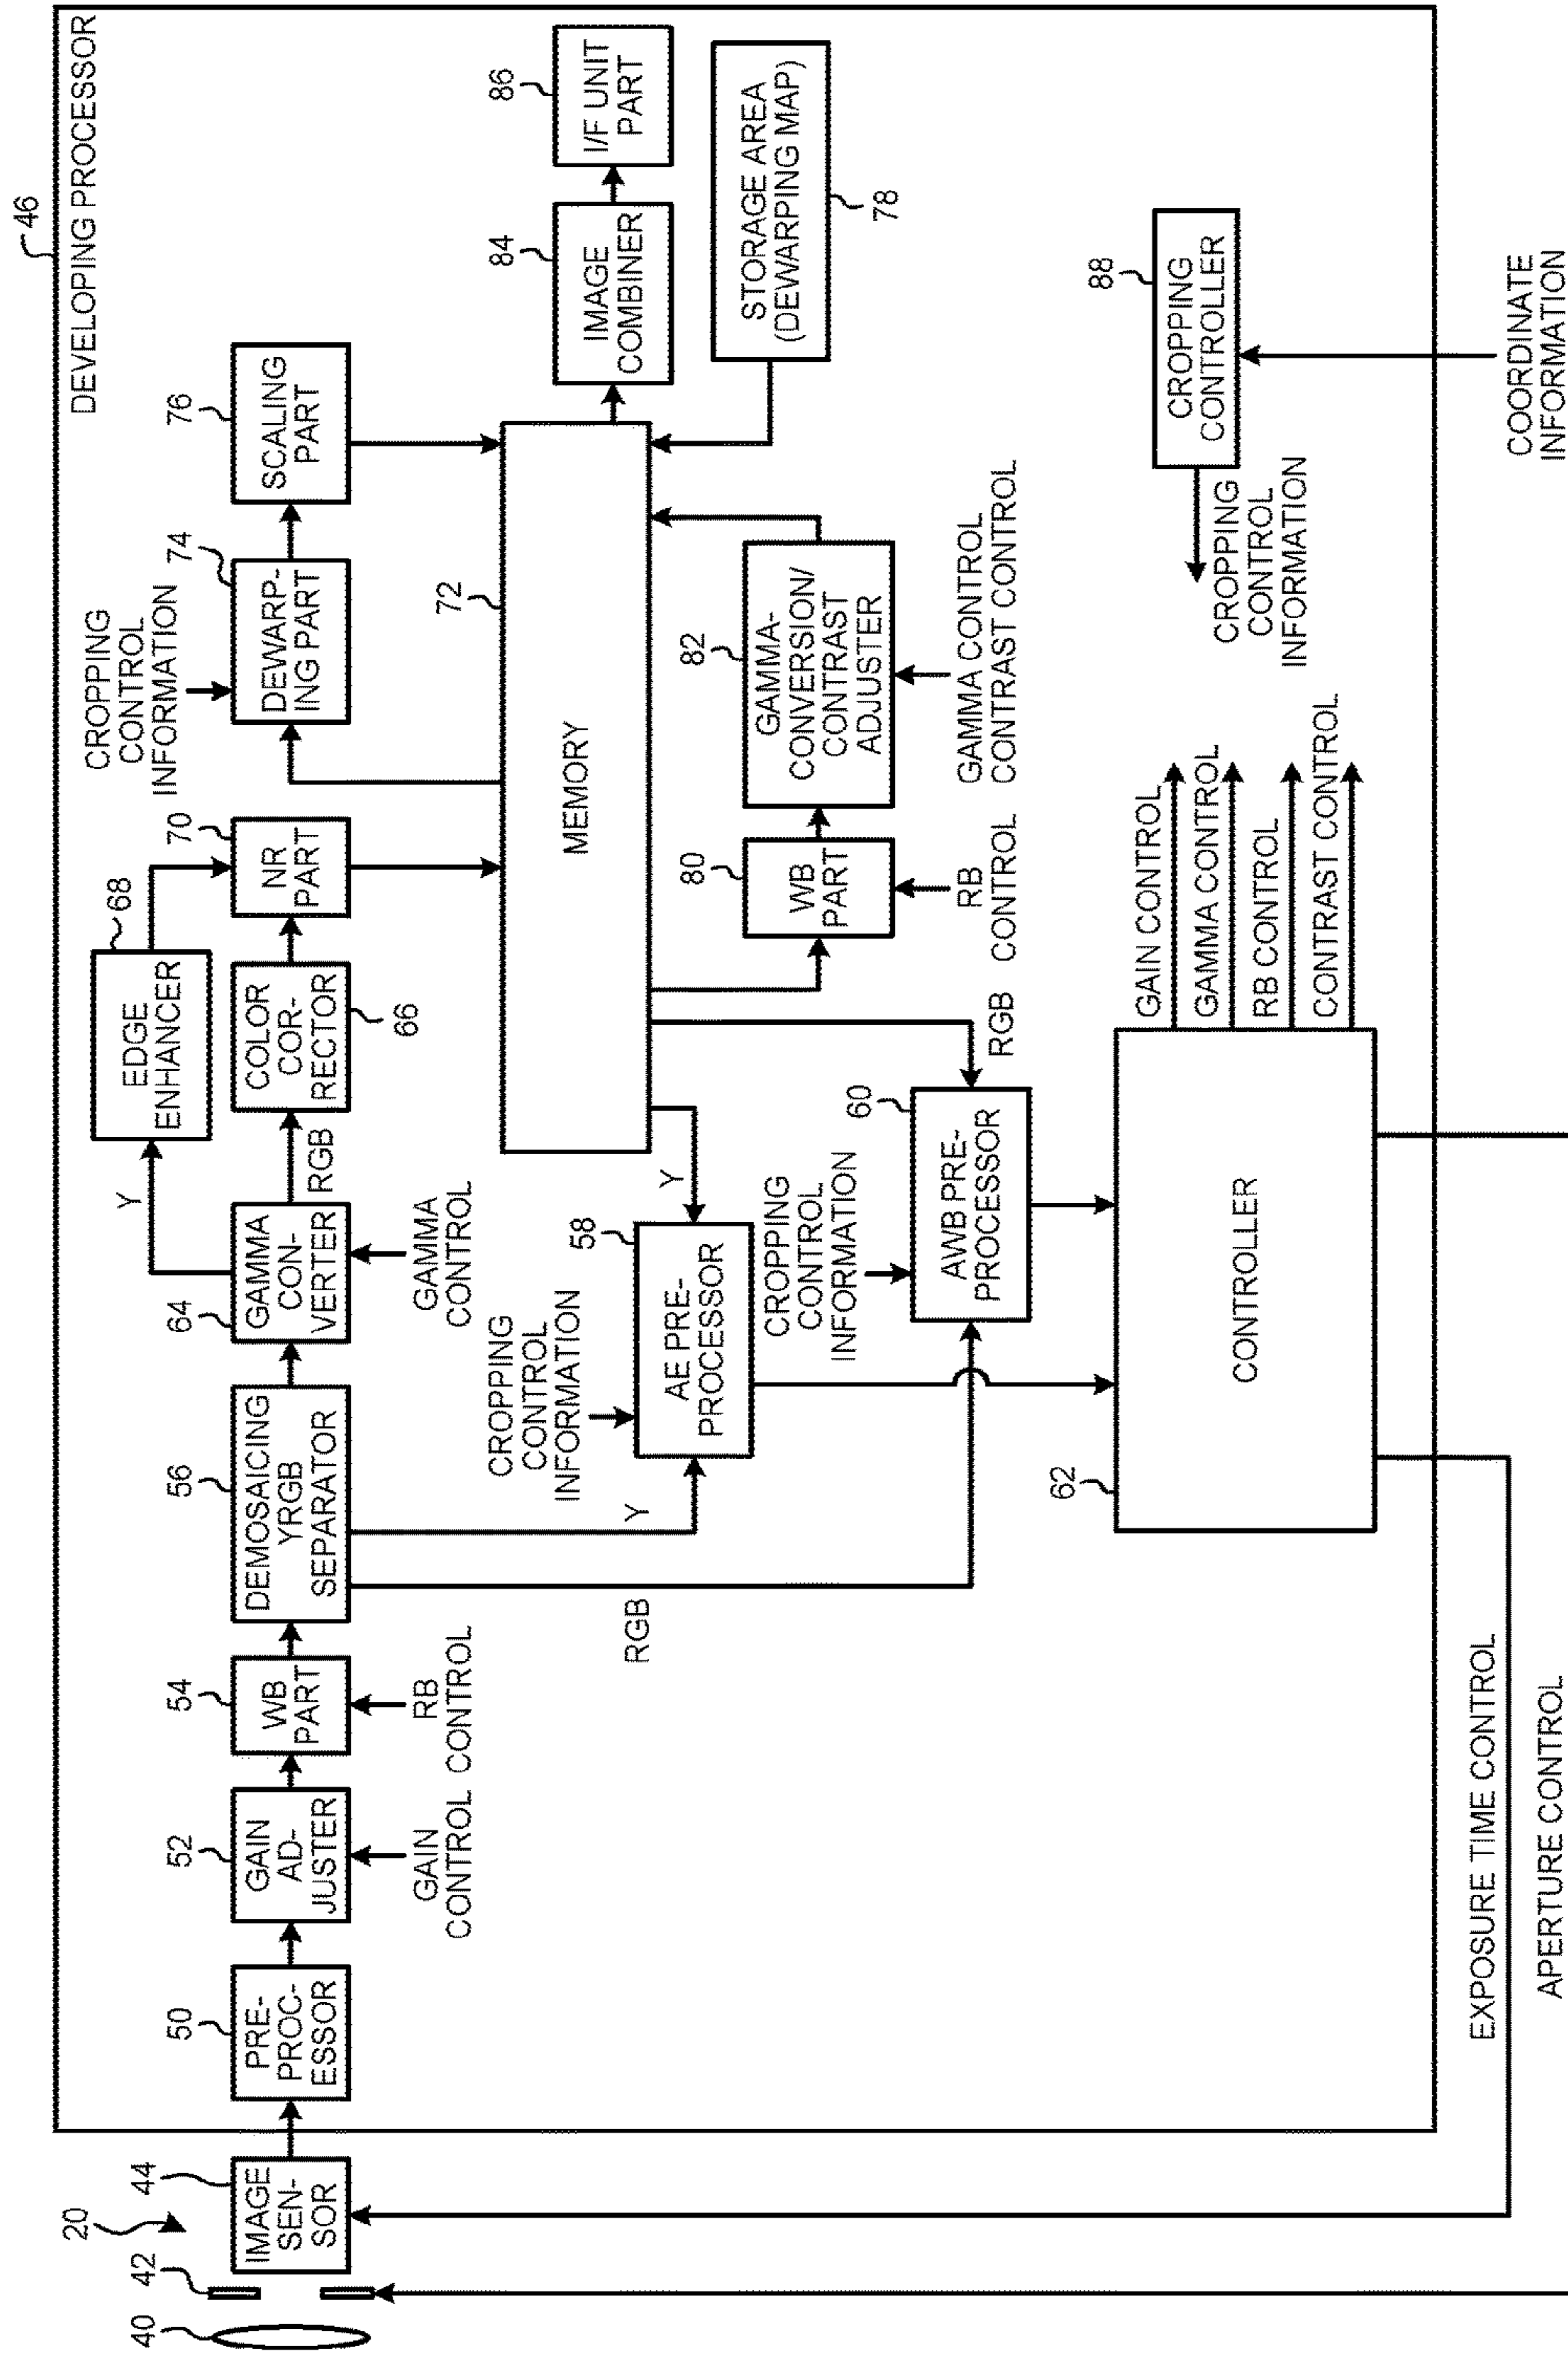 46
DEVELOPING PROCESSOR
20
40
42
44
IMAGE
SEN-
SOR
50
PRE-
PROC-
ESSOR
52
GAIN
AD-
JUSTER
GAIN
CONTROL
54
WB
PART
RB
CONTROL
56
DEMOSAICING
YRGB
SEPARATOR
64
GAMMA
CON-
VERTER
GAMMA
CONTROL
Y
RGB
68
EDGE
ENHANCER
COLOR
COR-
RECTOR
66
70
NR
PART
CROPPING
CONTROL
INFORMATION
74
DEWARP-
ING PART
76
SCALING
PART
72
MEMORY
84
IMAGE
COMBINER
86
I/F UNIT
PART
STORAGE AREA
(DEWARPING MAP)
78
RGB
Y
CROPPING
CONTROL
INFORMATION
58
AE PRE-
PROCESSOR
Y
CROPPING
CONTROL
INFORMATION
60
AWB PRE-
PROCESSOR
RGB
80
WB
PART
RB
CONTROL
82
GAMMA-
CONVERSION/
CONTRAST
ADJUSTER
GAMMA CONTROL
CONTRAST CONTROL
62
CONTROLLER
GAIN CONTROL
GAMMA CONTROL
RB CONTROL
CONTRAST CONTROL
88
CROPPING
CONTROLLER
CROPPING
CONTROL
INFORMATION
COORDINATE
INFORMATION
EXPOSURE TIME CONTROL
APERTURE CONTROL